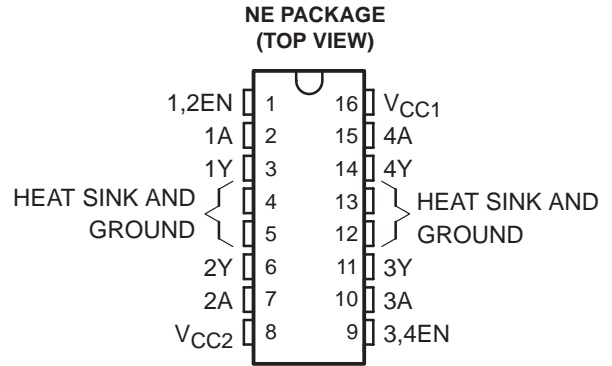 NE PACKAGE
(TOP VIEW)
1,2EN 1 16 VCC1
1A 2 15 4A
1Y 3 14 4Y
HEAT SINK AND 4 13 HEAT SINK AND
GROUND 5 12 GROUND
2Y 6 11 3Y
2A 7 10 3A
VCC2 8 9 3,4EN